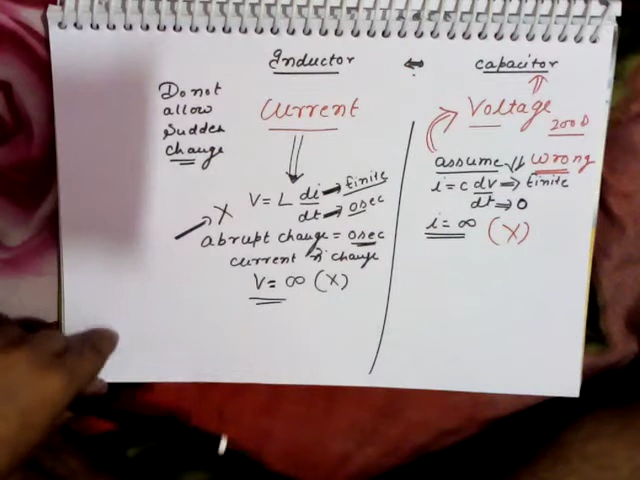 Inductor ↔ capacitor
Do not
allow
sudden
change
Current
V = L di → finite
dt → 0sec
X
abrupt change = 0sec
current change
V = ∞ (X)
Voltage
200
assume wrong
i = c dv ⇒ finite
dt ⇒ 0
i = ∞ (X)